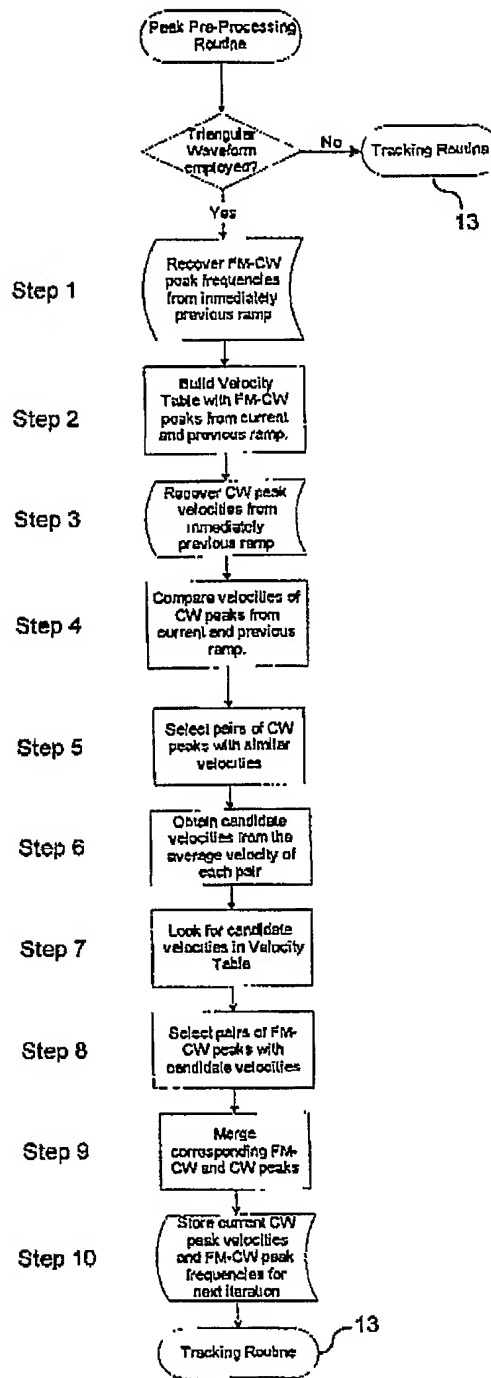 Peak Pre-Processing
Routine
Triangular
Waveform
employed?
No
Tracking Routine
13
Yes
Step 1
Recover FM-CW
peak frequencies
from inmediately
previous ramp
Step 2
Build Velocity
Table with FM-CW
peaks from current
and previous ramp.
Step 3
Recover CW peak
velocities from
inmediately
previous ramp
Step 4
Compare velocities of
CW peaks from
current and previous
ramp.
Step 5
Select pairs of CW
peaks with similar
velocities
Step 6
Obtain candidate
velocities from the
average velocity of
each pair
Step 7
Look for candidate
velocities in Velocity
Table
Step 8
Select pairs of FM-
CW peaks with
candidate velocities
Step 9
Merge
corresponding FM-
CW and CW peaks
Step 10
Store current CW
peak velocities
and FM-CW peak
frequencies for
next iteration
Tracking Routine
13